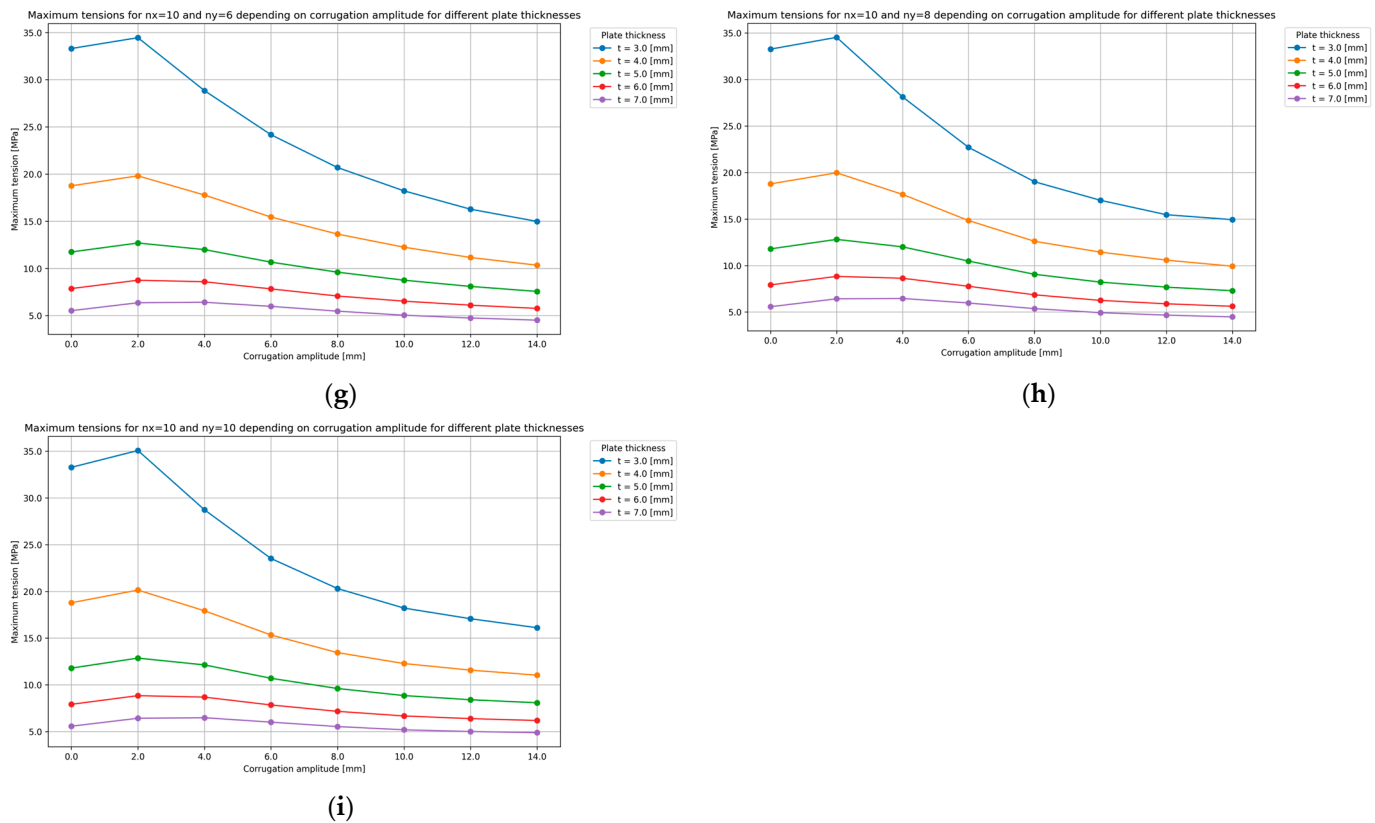 Maximum tensions for nx=10 and ny=6 depending on corrugation amplitude for different plate thicknesses
Maximum tension [MPa]
35.0
30.0
25.0
20.0
15.0
10.0
5.0
0.0 2.0 4.0 6.0 8.0 10.0 12.0 14.0
Corrugation amplitude [mm]
Plate thickness
t = 3.0 [mm]
t = 4.0 [mm]
t = 5.0 [mm]
t = 6.0 [mm]
t = 7.0 [mm]
(g)
Maximum tensions for nx=10 and ny=8 depending on corrugation amplitude for different plate thicknesses
Maximum tension [MPa]
35.0
30.0
25.0
20.0
15.0
10.0
5.0
0.0 2.0 4.0 6.0 8.0 10.0 12.0 14.0
Corrugation amplitude [mm]
Plate thickness
t = 3.0 [mm]
t = 4.0 [mm]
t = 5.0 [mm]
t = 6.0 [mm]
t = 7.0 [mm]
(h)
Maximum tensions for nx=10 and ny=10 depending on corrugation amplitude for different plate thicknesses
Maximum tension [MPa]
35.0
30.0
25.0
20.0
15.0
10.0
5.0
0.0 2.0 4.0 6.0 8.0 10.0 12.0 14.0
Corrugation amplitude [mm]
Plate thickness
t = 3.0 [mm]
t = 4.0 [mm]
t = 5.0 [mm]
t = 6.0 [mm]
t = 7.0 [mm]
(i)